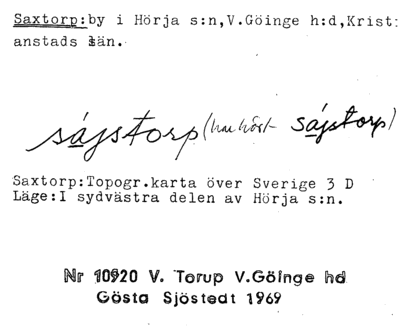 Saxtorp:by i Hörja s:n,V.Göinge h:d,Krist:
anstads län.
sájstorp (har hört sájstorp)
Saxtorp:Topogr.karta över Sverige 3 D
Läge:I sydvästra delen av Hörja s:n.
Nr 10920 V. Torup V.Göinge hd
Gösta Sjöstedt 1969